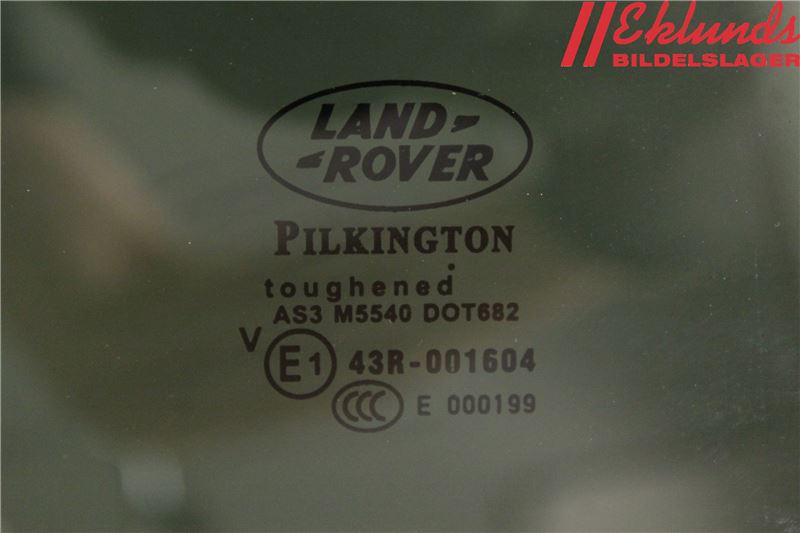 Eklunds
BILDELSLAGER
LAND
ROVER
PILKINGTON
toughened
AS3 M5540 DOT682
V E1 43R-001604
CCC E 000199